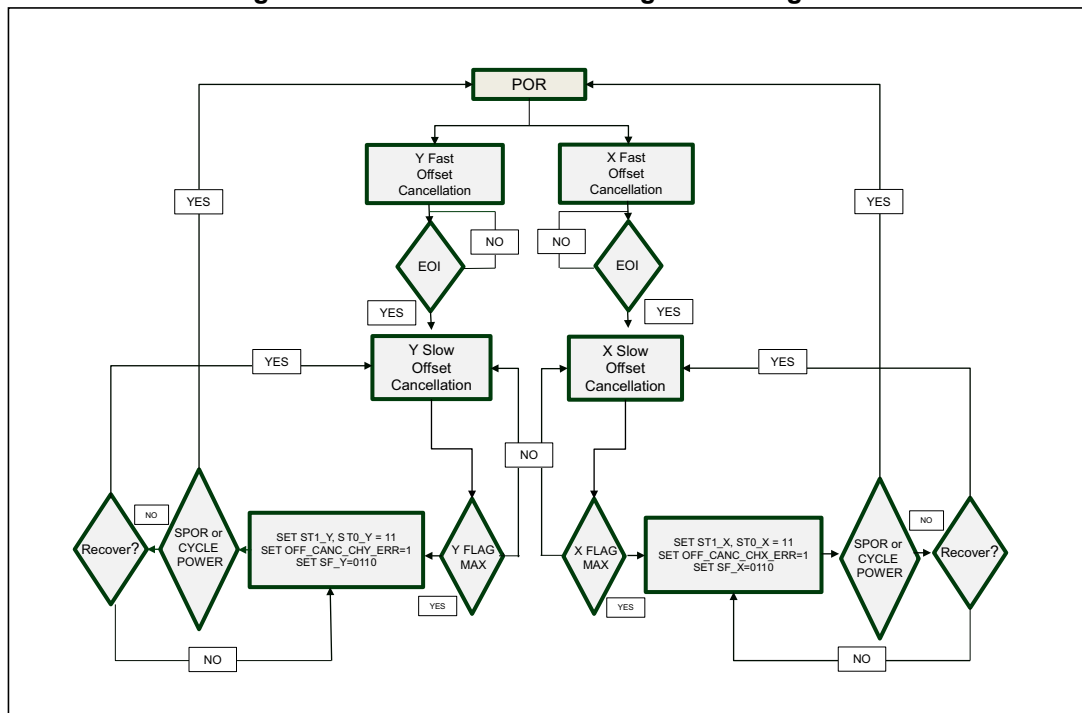 POR
Y Fast
Offset
Cancellation
X Fast
Offset
Cancellation
YES
YES
NO
NO
EOI
EOI
YES
YES
Y Slow
Offset
Cancellation
X Slow
Offset
Cancellation
YES
YES
NO
NO
NO
Recover?
SPOR or
CYCLE
POWER
SET ST1_Y, ST0_Y = 11
SET OFF_CANC_CHY_ERR=1
SET SF_Y=0110
Y FLAG
MAX
X FLAG
MAX
SET ST1_X, ST0_X = 11
SET OFF_CANC_CHX_ERR=1
SET SF_X=0110
SPOR or
CYCLE
POWER
Recover?
YES
YES
NO
NO